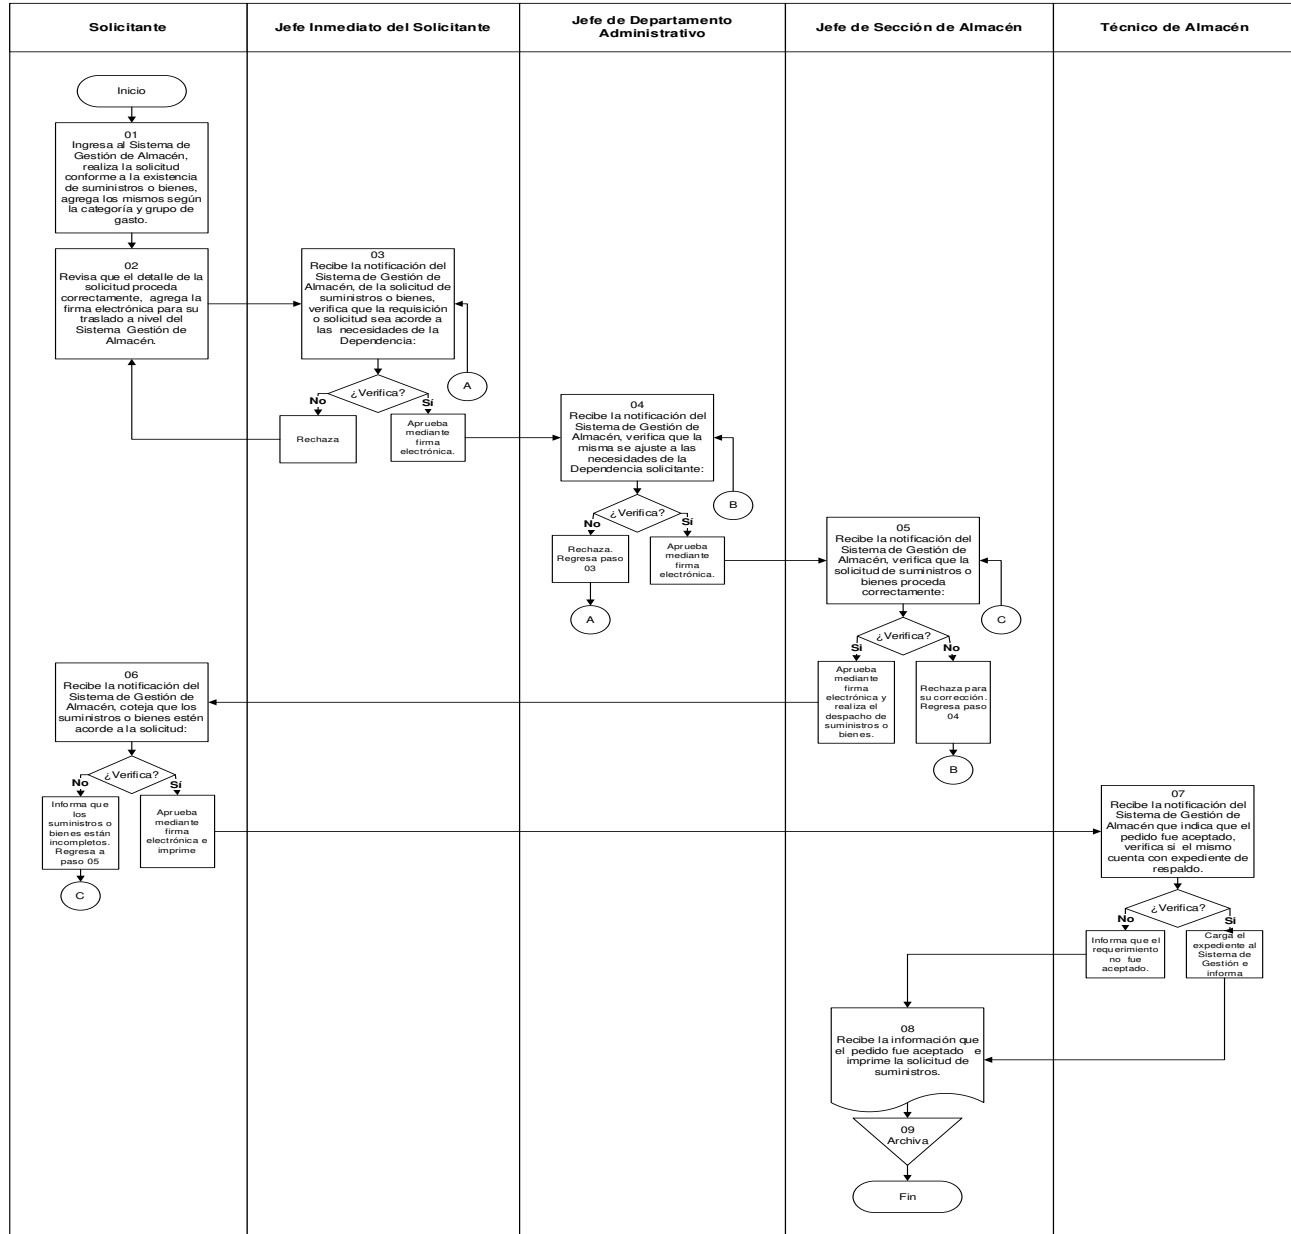 Solicitante
Jefe Inmediato del Solicitante
Jefe de Departamento
Administrativo
Jefe de Sección de Almacén
Técnico de Almacén
Inicio
01
Ingresa al Sistema de
Gestión de Almacén,
realiza la solicitud
conforme a la existencia
de suministros o bienes,
agrega los mismos según
la categoría y grupo de
gasto.
02
Revisa que el detalle de la
solicitud proceda
correctamente, agrega la
firma electrónica para su
traslado a nivel del
Sistema Gestión de
Almacén.
03
Recibe la notificación del
Sistema de Gestión de
Almacén, de la solicitud de
suministros o bienes,
verifica que la requisición
o solicitud sea acorde a
las necesidades de la
Dependencia:
A
¿Verifica?
No
Sí
Rechaza
Aprueba
mediante
firma
electrónica.
04
Recibe la notificación del
Sistema de Gestión de
Almacén, verifica que la
misma se ajuste a las
necesidades de la
Dependencia solicitante:
B
¿Verifica?
No
Sí
Rechaza.
Regresa paso
03
Aprueba
mediante
firma
electrónica.
A
05
Recibe la notificación del
Sistema de Gestión de
Almacén, verifica que la
solicitud de suministros o
bienes proceda
correctamente:
C
¿Verifica?
Si
No
Aprueba
mediante
firma
electrónica y
realiza el
despacho de
suministros o
bienes.
Rechaza para
su corrección.
Regresa paso
04
B
06
Recibe la notificación del
Sistema de Gestión de
Almacén, coteja que los
suministros o bienes estén
acorde a la solicitud:
¿Verifica?
No
Sí
Informa que
los
suministros o
bienes están
incompletos.
Regresa a
paso 05
Aprueba
mediante
firma
electrónica e
imprime
C
07
Recibe la notificación del
Sistema de Gestión de
Almacén que indica que el
pedido fue aceptado,
verifica si el mismo
cuenta con expediente de
respaldo.
¿Verifica?
No
Si
Informa que el
requerimiento
no fue
aceptado.
Carga el
expediente al
Sistema de
Gestión e
informa
08
Recibe la información que
el pedido fue aceptado e
imprime la solicitud de
suministros.
09
Archiva
Fin